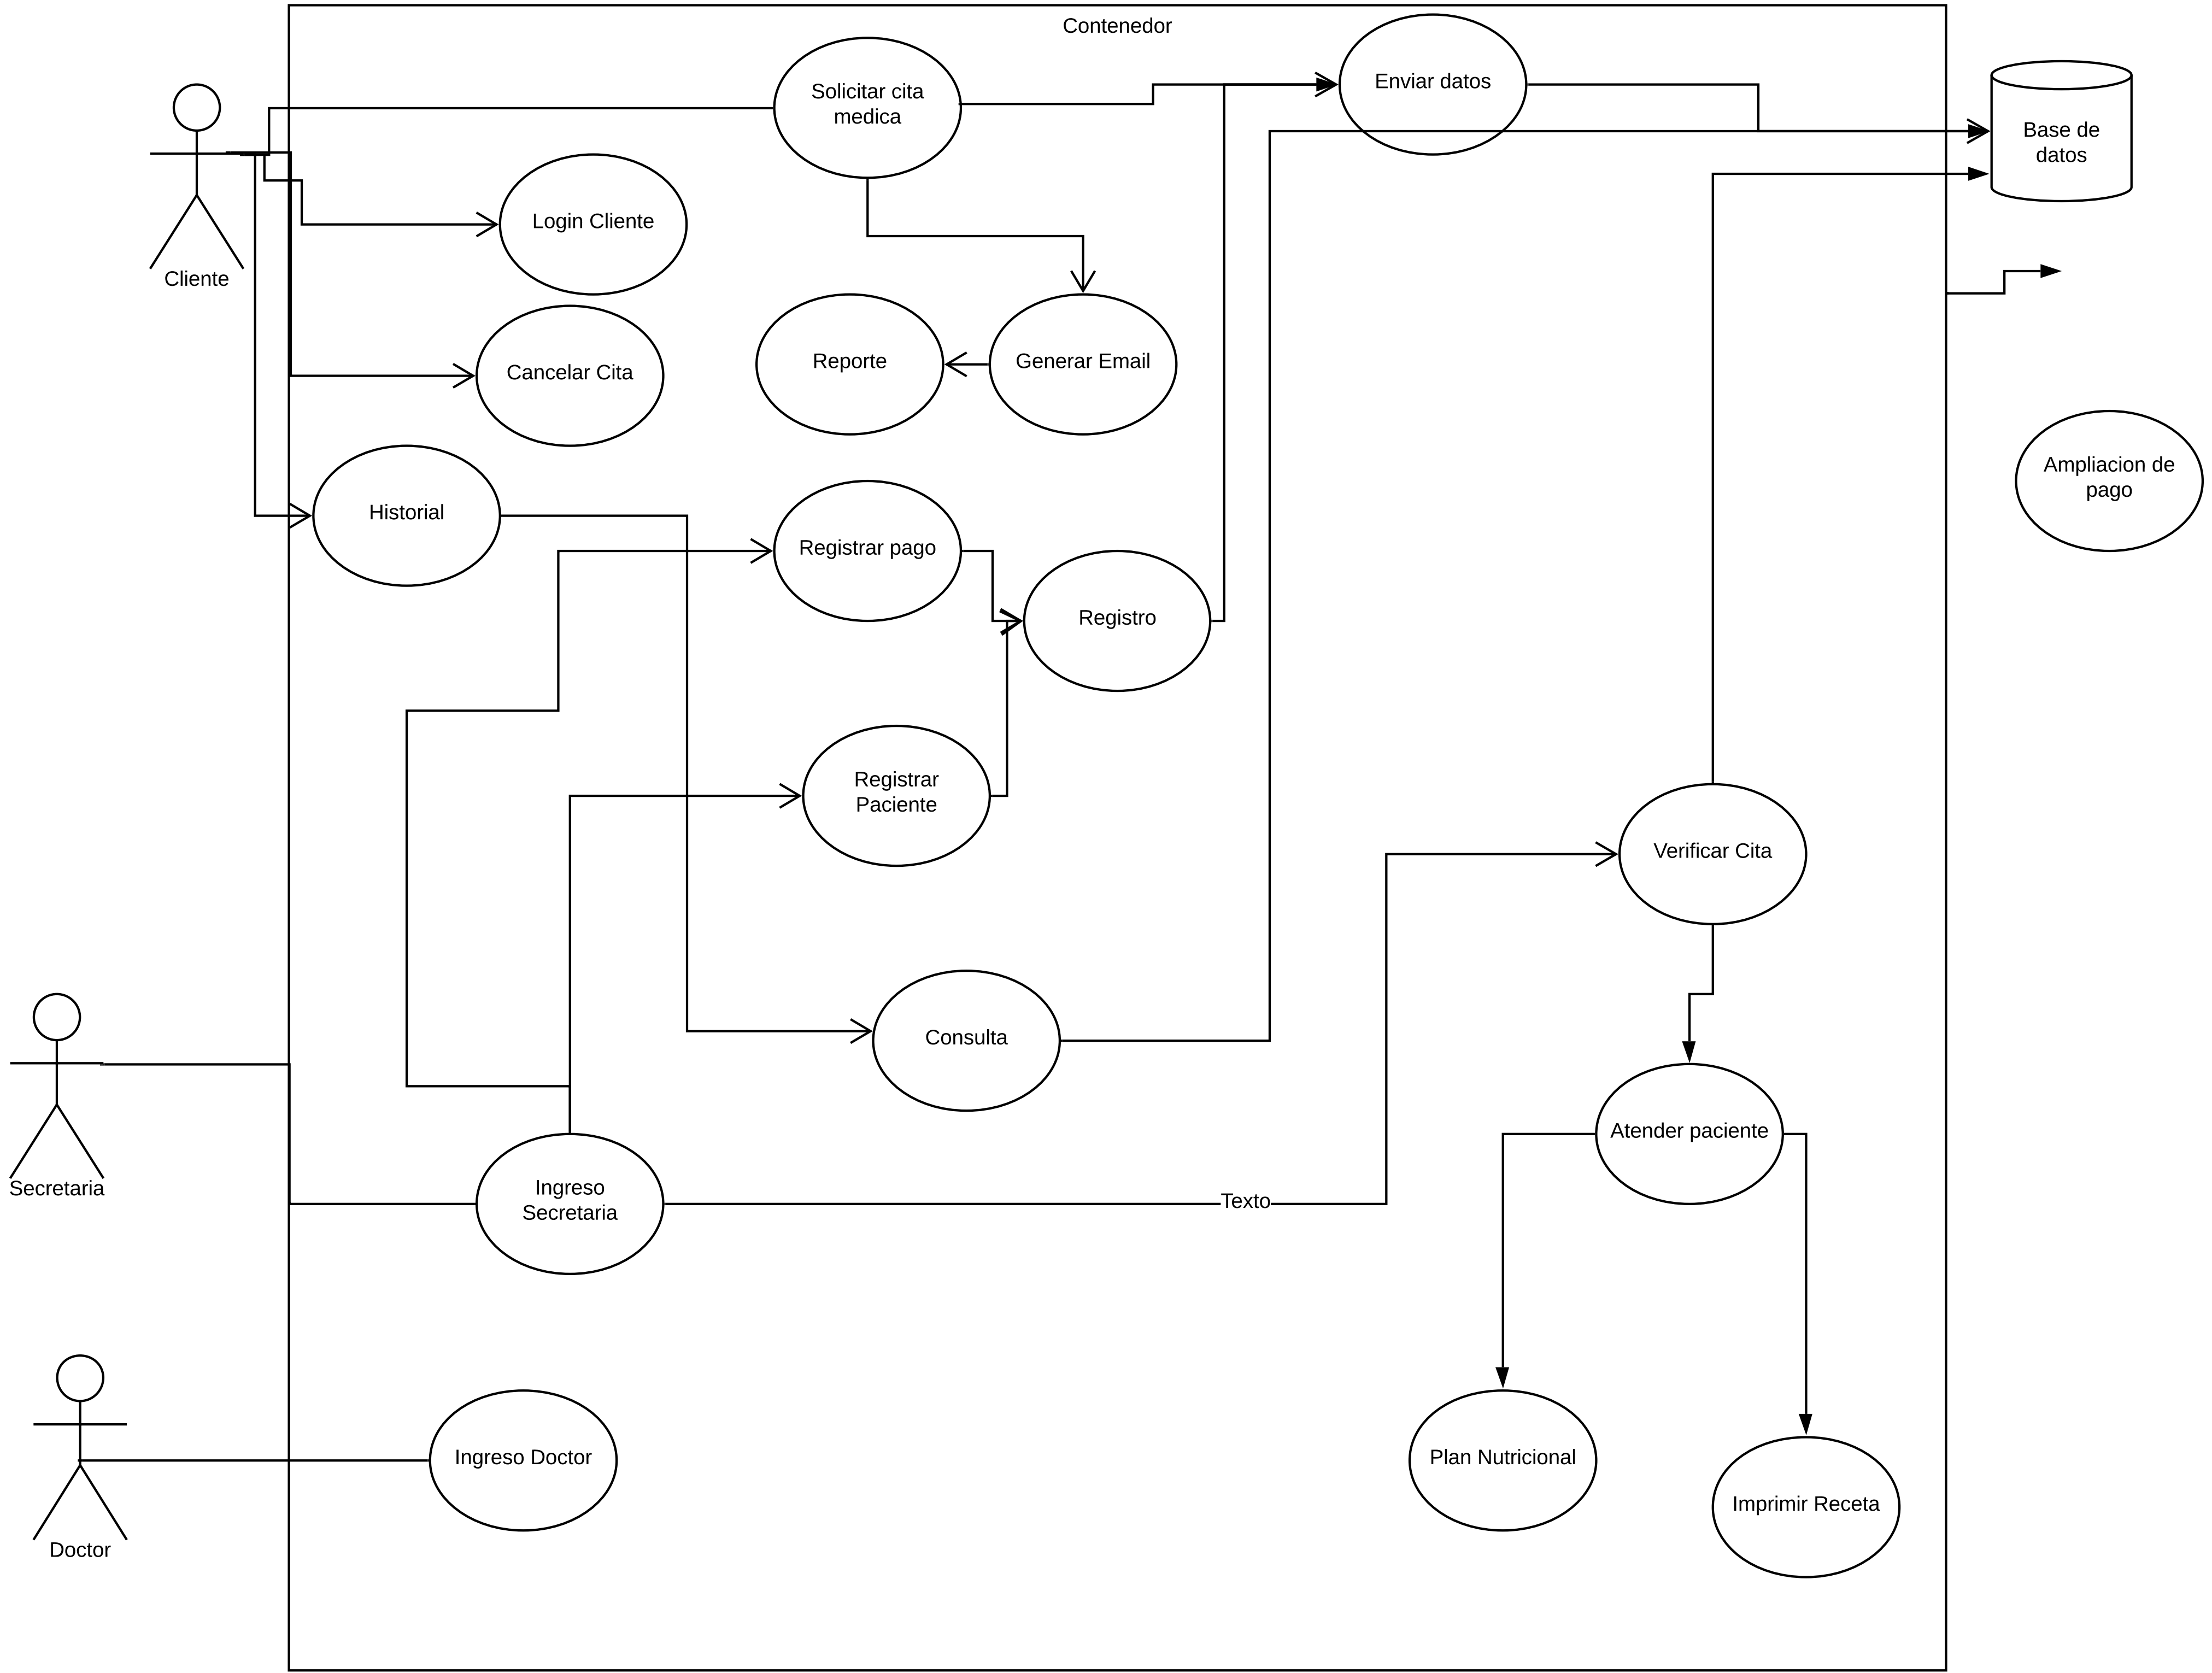 Contenedor
Solicitar cita
medica
Enviar datos
Base de
datos
Cliente
Login Cliente
Cancelar Cita
Reporte
Generar Email
Ampliacion de
pago
Historial
Registrar pago
Registro
Registrar
Paciente
Verificar Cita
Consulta
Atender paciente
Secretaria
Ingreso
Secretaria
Texto
Ingreso Doctor
Plan Nutricional
Imprimir Receta
Doctor